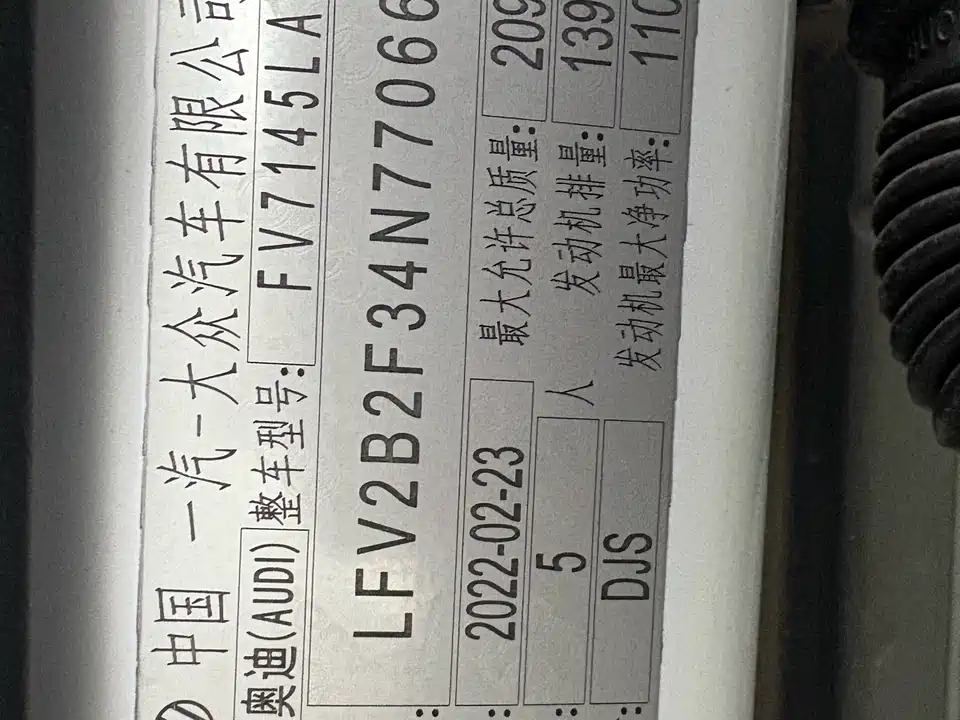 中国 一汽-大众汽车有限公司
奥迪(AUDI) 整车型号: FV7145LA
LFV2B2F34N77066
2022-02-23 最大允许总质量: 209
5 人 发动机排量: 139
DJS 发动机最大净功率: 110